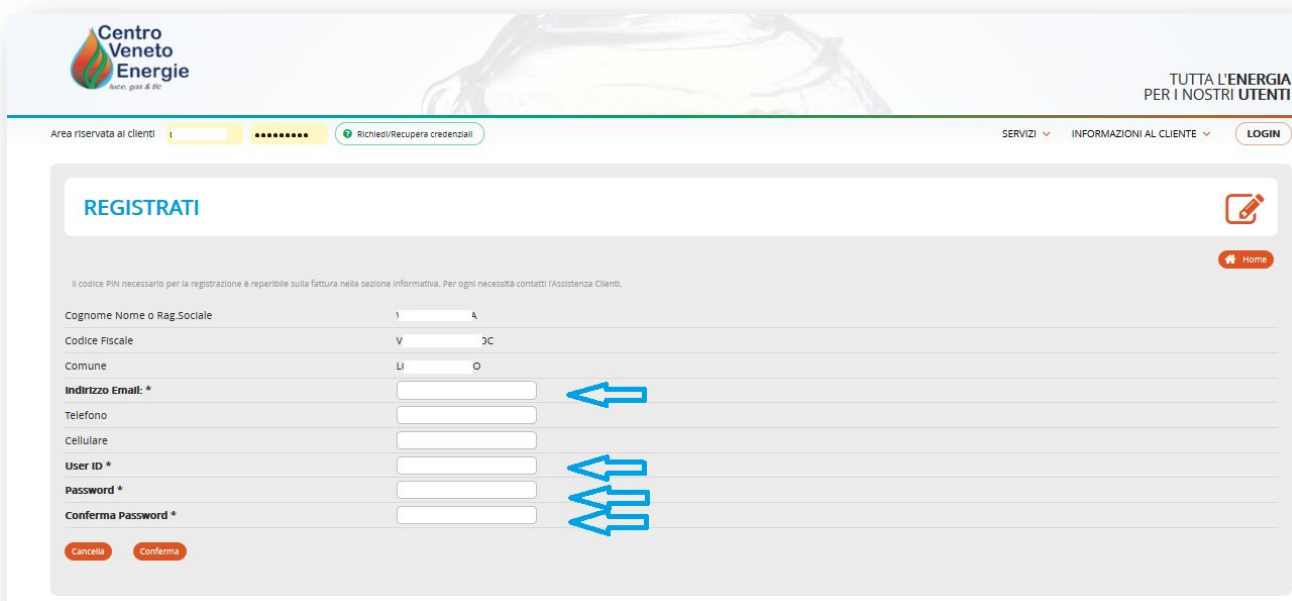 Centro
Veneto
Energie
luce, gas & tlc
TUTTA L'ENERGIA
PER I NOSTRI UTENTI
Area riservata ai clienti
Richiedi/Recupera credenziali
SERVIZI
INFORMAZIONI AL CLIENTE
LOGIN
REGISTRATI
Home
Il codice PIN necessario per la registrazione è reperibile sulla fattura nella sezione informativa. Per ogni necessità contatti l'Assistenza Clienti.
Cognome Nome o Rag.Sociale
Codice Fiscale
Comune
Indirizzo Email: *
Telefono
Cellulare
User ID *
Password *
Conferma Password *
Cancella
Conferma